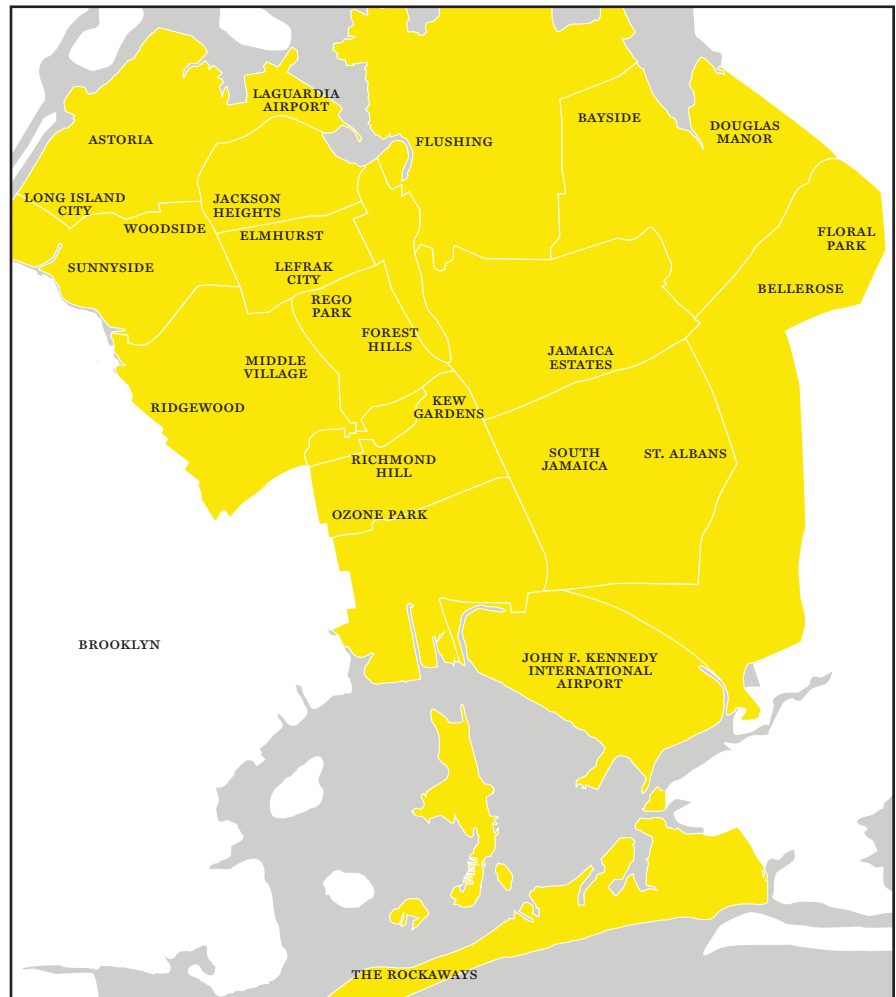 LAGUARDIA
AIRPORT
ASTORIA
FLUSHING
BAYSIDE
DOUGLAS
MANOR
LONG ISLAND
CITY
JACKSON
HEIGHTS
WOODSIDE
ELMHURST
FLORAL
PARK
SUNNYSIDE
LEFRAK
CITY
BELLEROSE
REGO
PARK
FOREST
HILLS
JAMAICA
ESTATES
MIDDLE
VILLAGE
RIDGEWOOD
KEW
GARDENS
RICHMOND
HILL
SOUTH
JAMAICA
ST. ALBANS
OZONE PARK
BROOKLYN
JOHN F. KENNEDY
INTERNATIONAL
AIRPORT
THE ROCKAWAYS